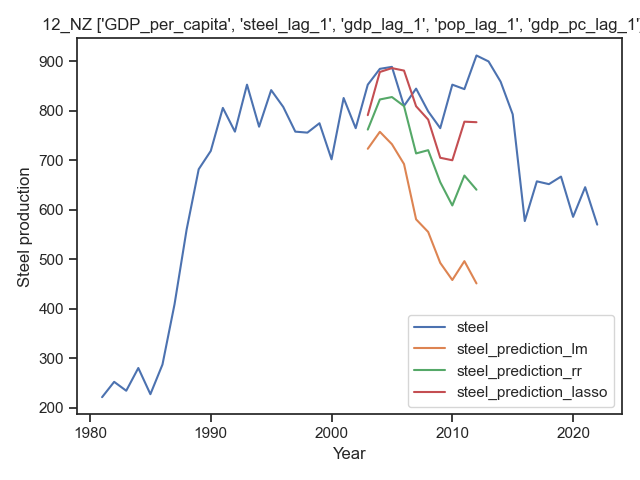 12_NZ ['GDP_per_capita', 'steel_lag_1', 'gdp_lag_1', 'pop_lag_1', 'gdp_pc_lag_1'
900
800
700
600
500
400
300
200
Steel production
steel
steel_prediction_lm
steel_prediction_rr
steel_prediction_lasso
1980 1990 2000 2010 2020
Year